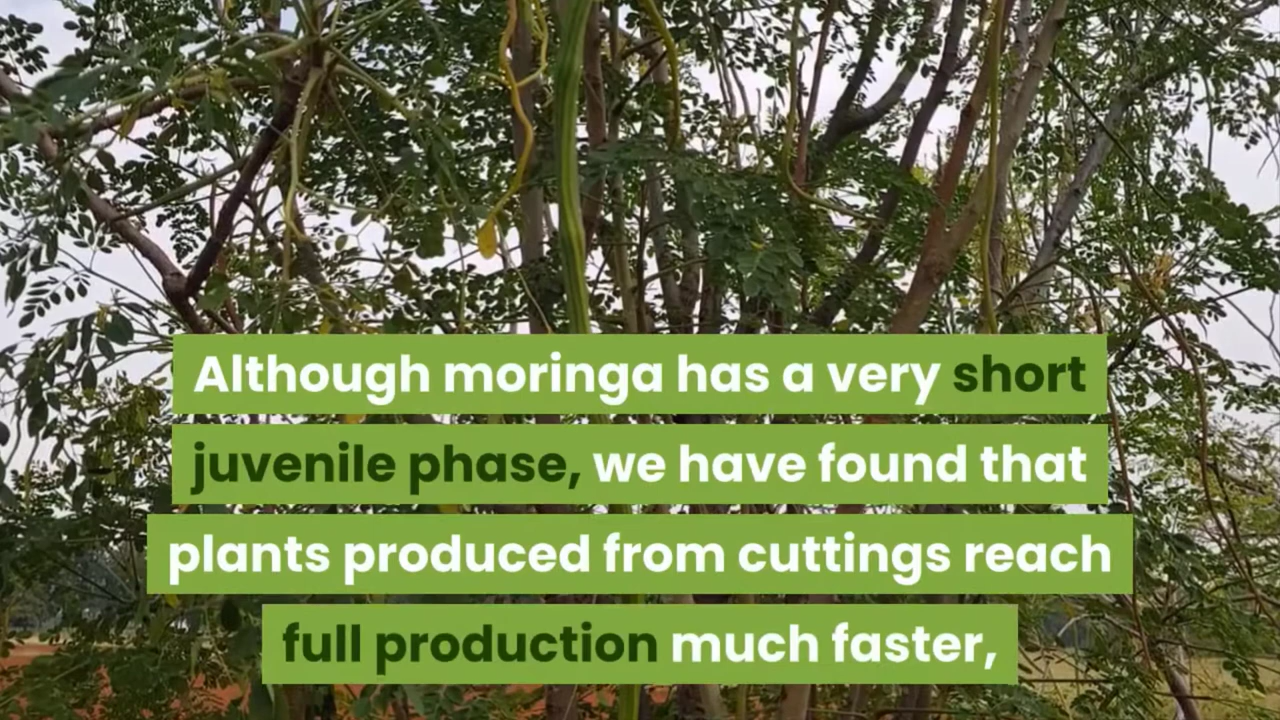 Although moringa has a very short
juvenile phase, we have found that
plants produced from cuttings reach
full production much faster,